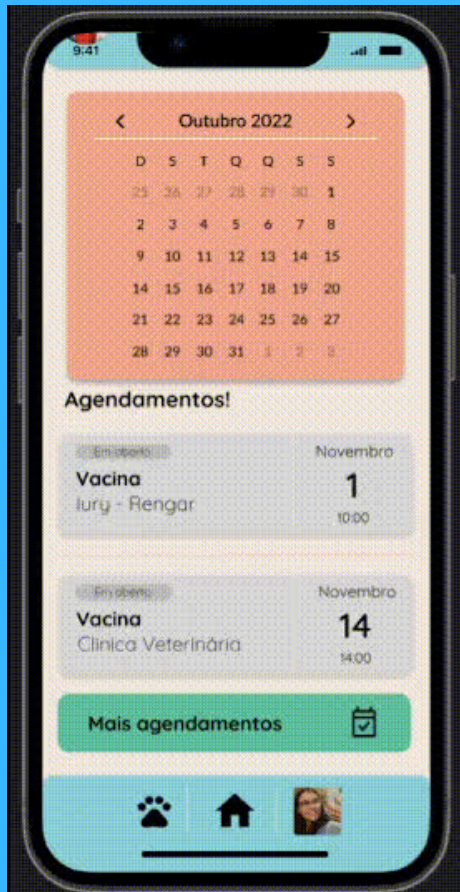 9:41
Outubro 2022
D S T Q Q S S
25 36 27 28 29 30 1
2 3 4 5 6 7 8
9 10 11 12 13 14 15
14 15 16 17 18 19 20
21 22 23 24 25 26 27
28 29 30 31 1 2 3
Agendamentos!
Em aberto
Novembro
Vacina
1
Iury - Rengar
10:00
Em aberto
Novembro
Vacina
14
Clinica Veterinária
14:00
Mais agendamentos